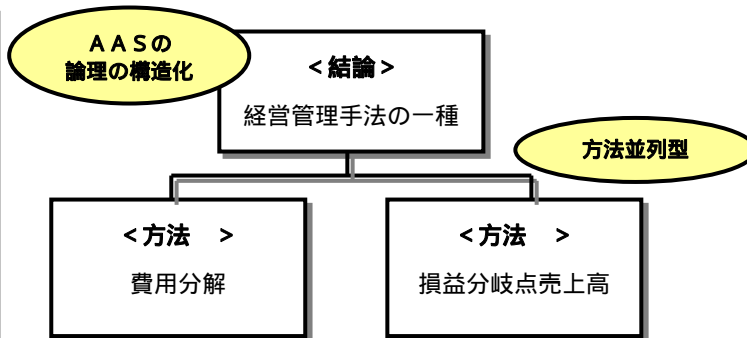 ＡＡＳの
論理の構造化
＜結論＞
経営管理手法の一種
方法並列型
＜方法　＞
費用分解
＜方法　＞
損益分岐点売上高